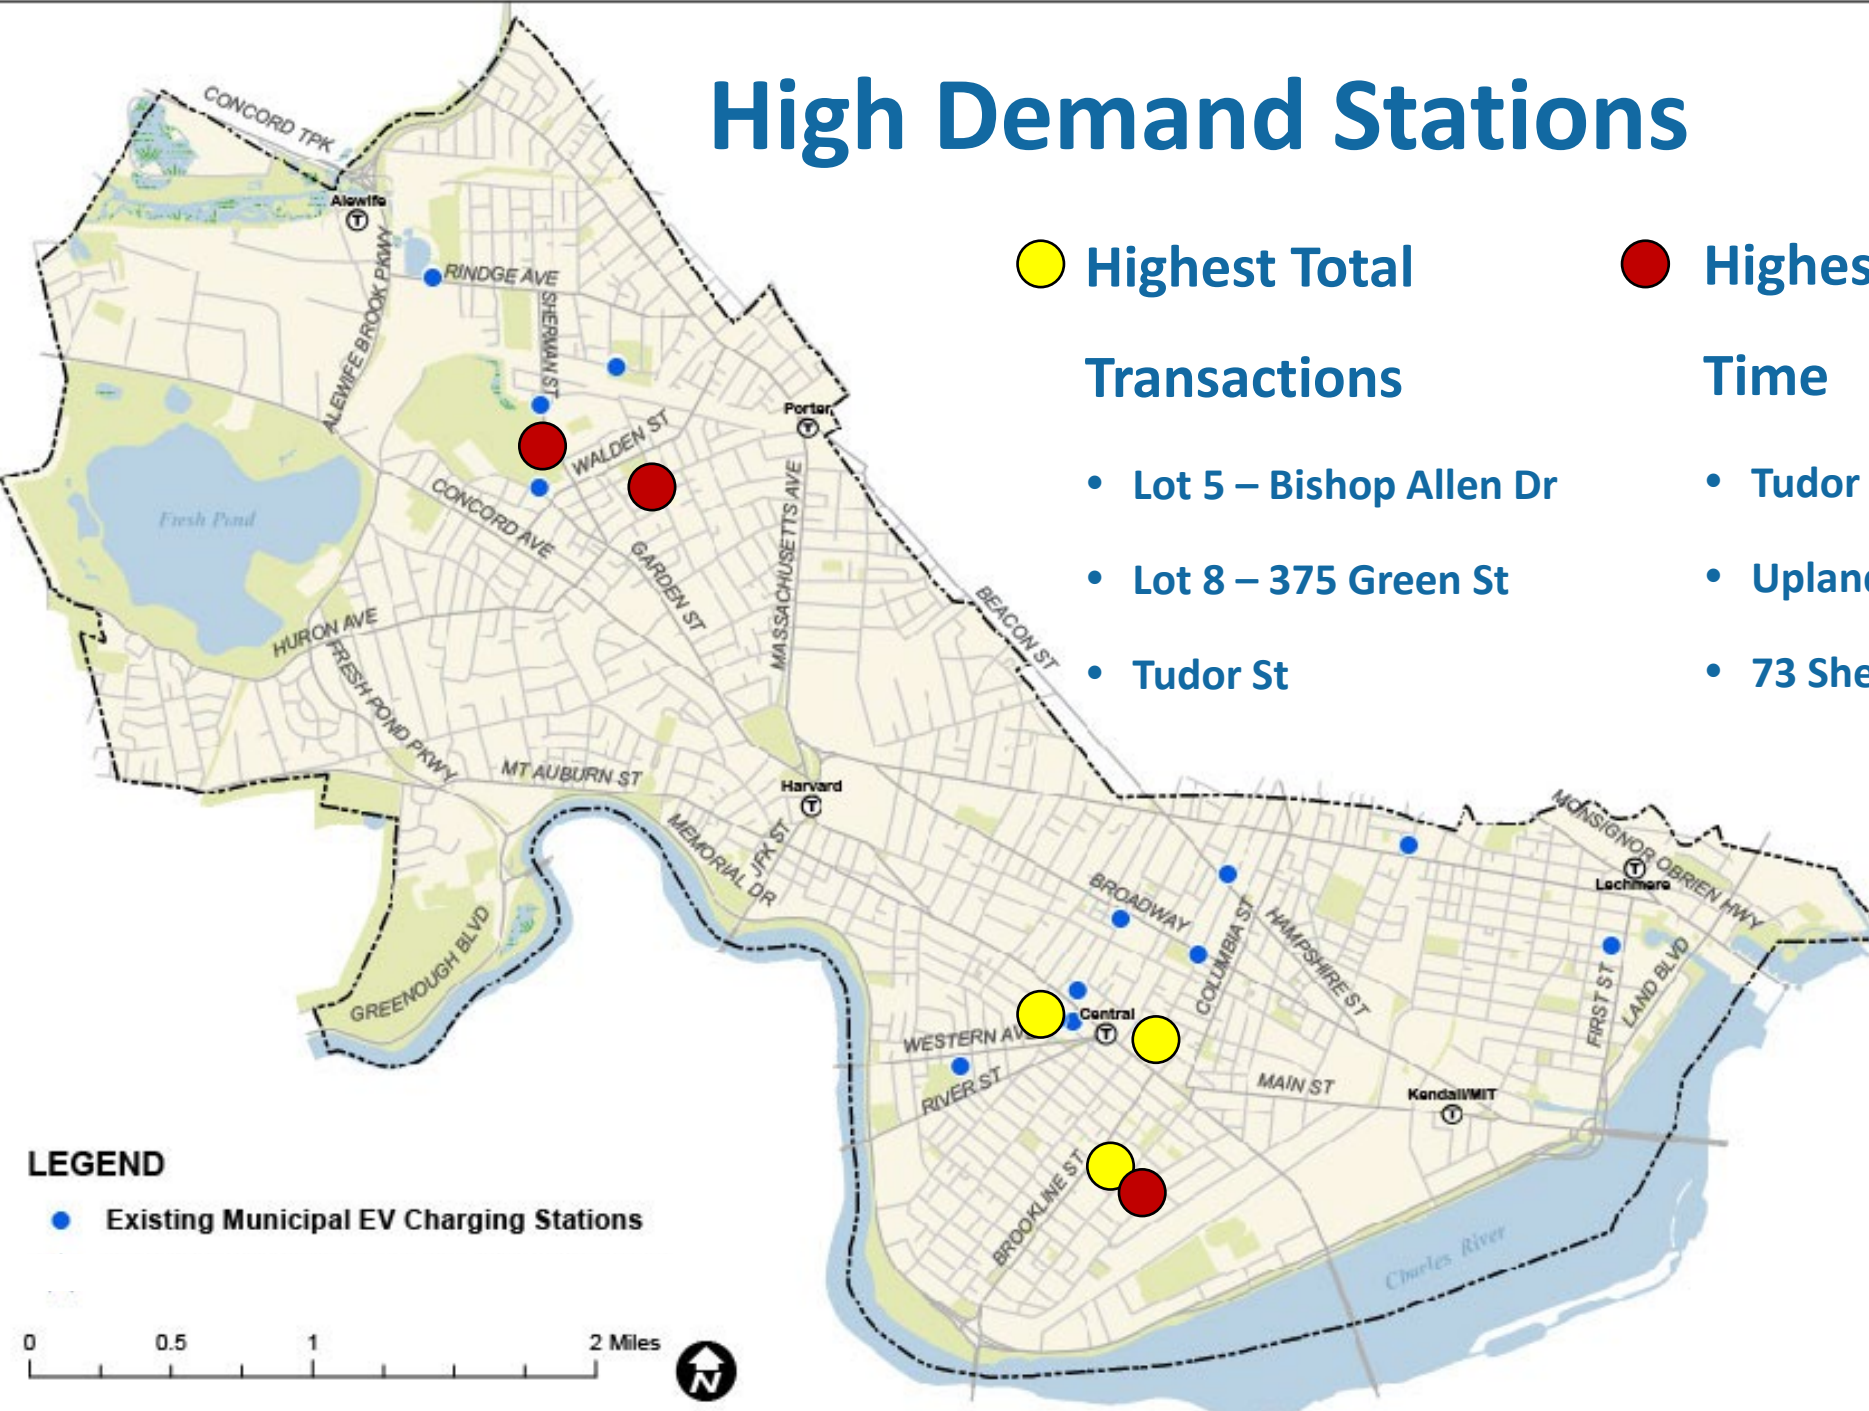 High Demand Stations
Highest Total
Transactions
• Lot 5 – Bishop Allen Dr
• Lot 8 – 375 Green St
• Tudor St
Highes
Time
• Tudor
• Upland
• 73 She
CONCORD TPK
Alewife
T
RINDGE AVE
ALEWIFE BROOK PKWY
SHERMAN ST
Porter
T
WALDEN ST
CONCORD AVE
Fresh Pond
GARDEN ST
MASSACHUSETTS AVE
BEACON ST
HURON AVE
FRESH POND PKWY
MT AUBURN ST
Harvard
T
MEMORIAL DR
JFK ST
GREENOUGH BLVD
MONSIGNOR OBRIEN HWY
T
Lechmere
BROADWAY
COLUMBIA ST
HAMPSHIRE ST
FIRST ST
LAND BLVD
Central
T
WESTERN AVE
RIVER ST
MAIN ST
Kendall/MIT
T
BROOKLINE ST
Charles River
LEGEND
Existing Municipal EV Charging Stations
0 0.5 1 2 Miles
N